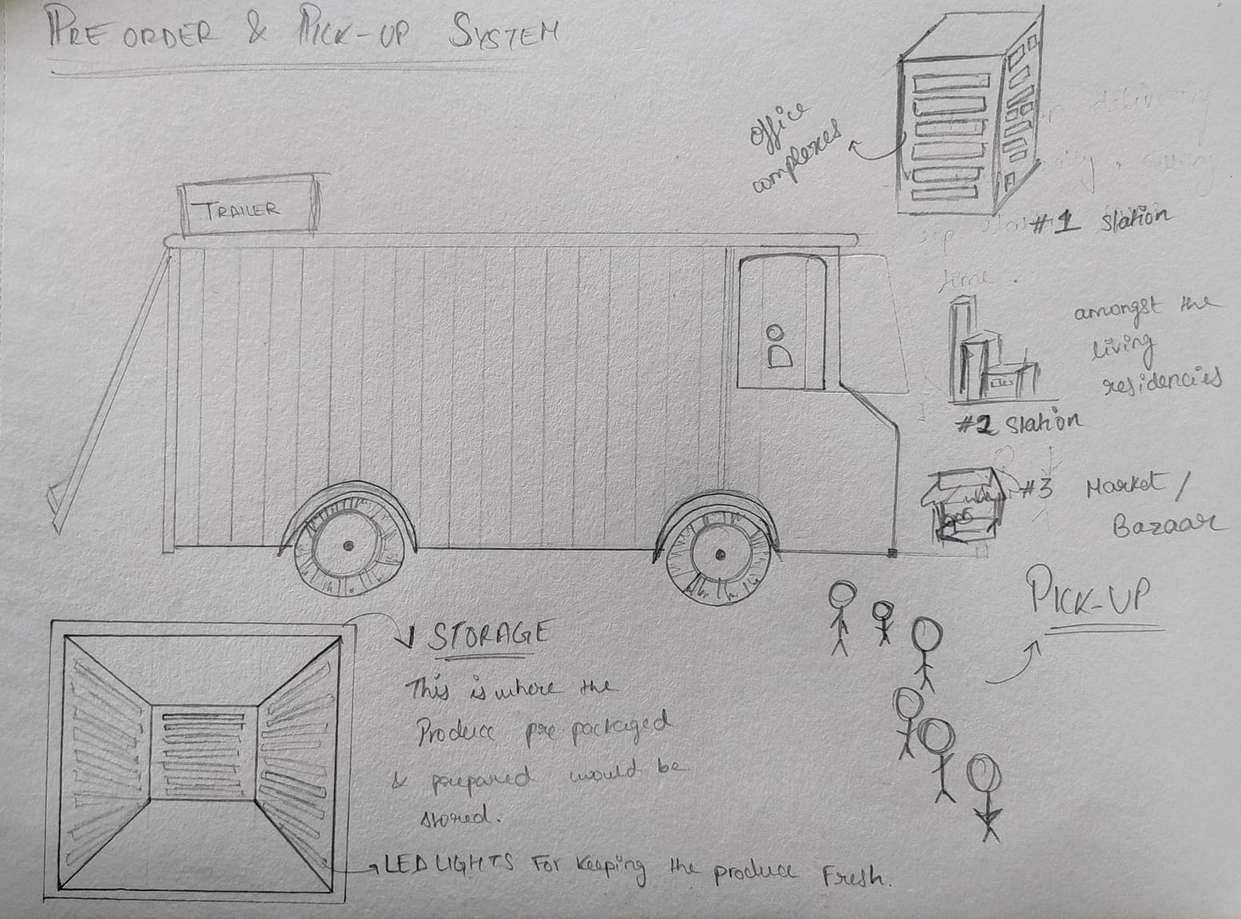 PRE ORDER & PICK-UP SYSTEM
office
complexes
TRAILER
#1 Station
time.
amongst the
living
residencies
#2 Station
#3 Market /
Bazaar
PICK-UP
STORAGE
This is where the
Produce pre packaged
& prepared would be
stored.
LED LIGHTS For keeping the produce Fresh.